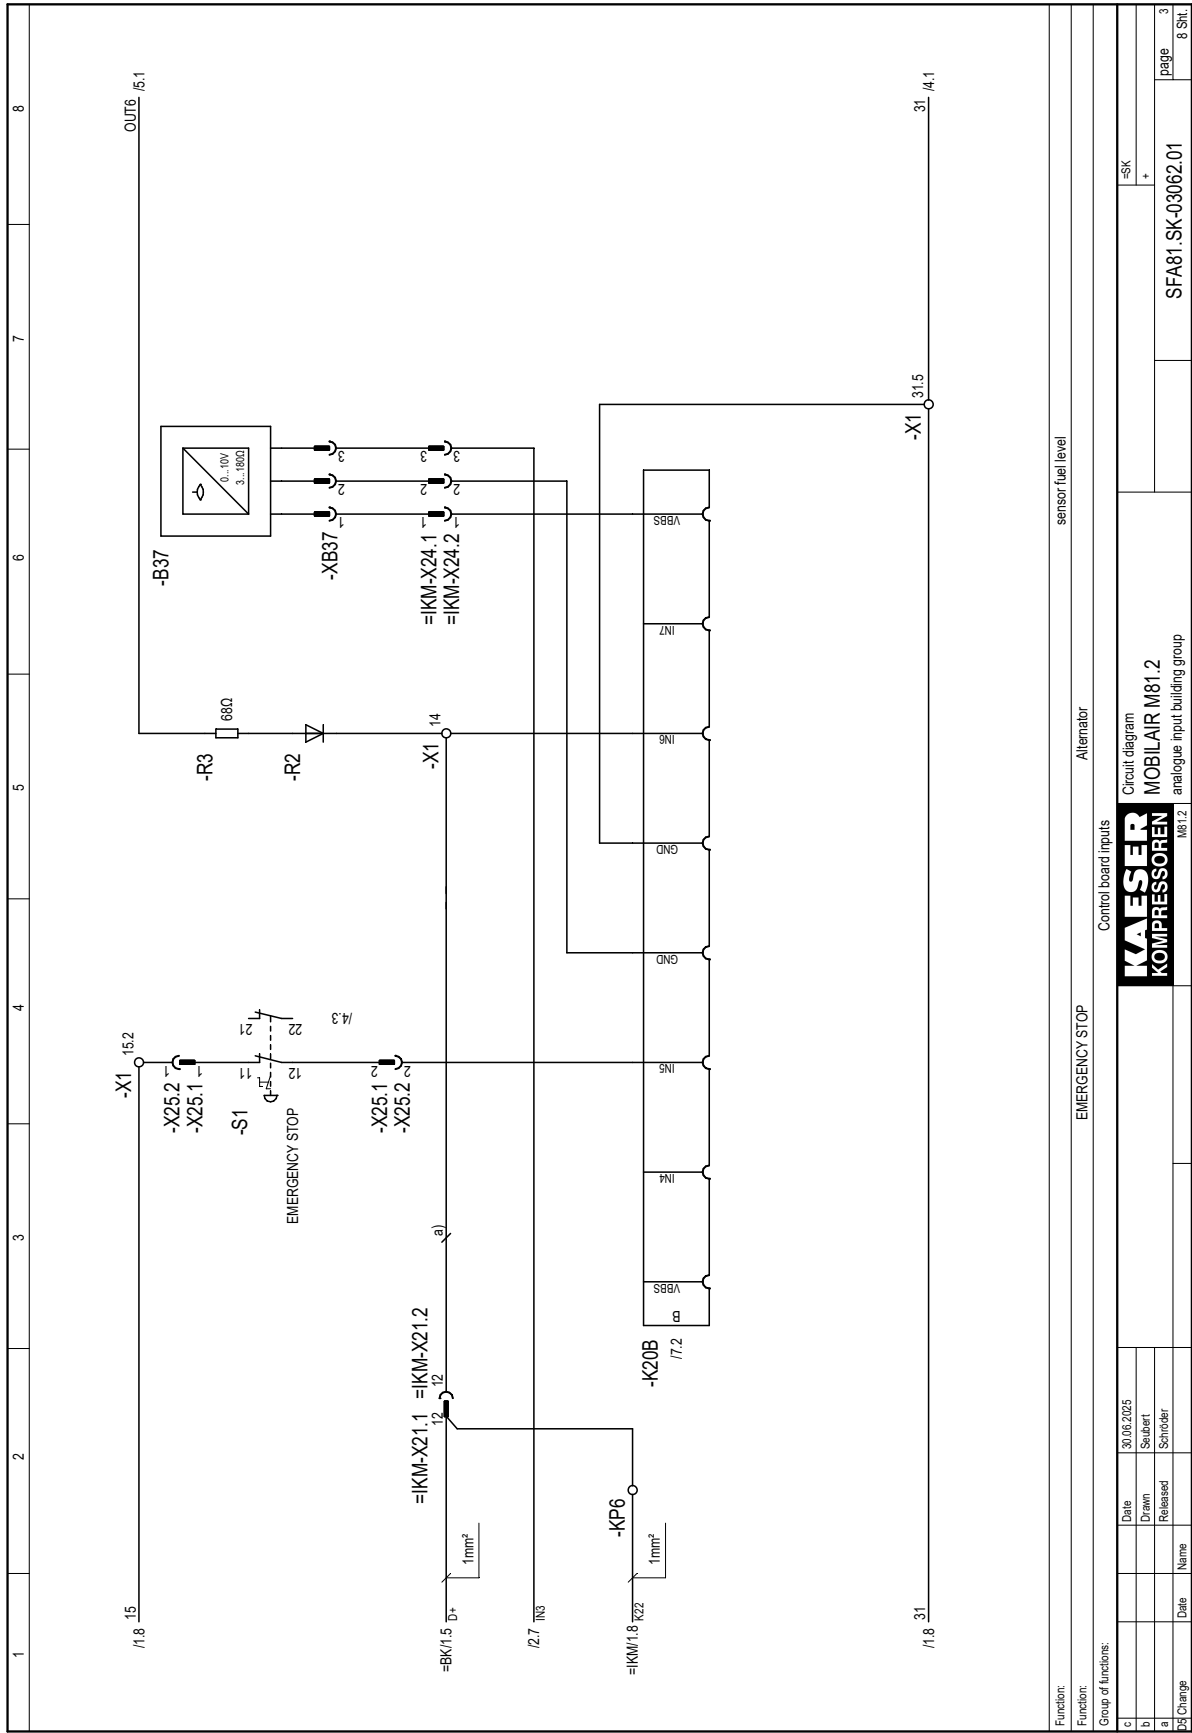 1
2
3
4
5
6
7
8
/1.8
15
-X1
15.2
OUT6
/5.1
-X25.2
1
-X25.1
1
-S1
11
12
21
22
/4.3
EMERGENCY STOP
-X25.1
2
-X25.2
2
-R3
68Ω
-R2
-X1
14
-B37
0...10V
3...180Ω
-XB37
1
2
3
=IKM-X24.1
1
2
3
=IKM-X24.2
1
2
3
=BK/1.5
D+
1mm²
=IKM-X21.1
12
=IKM-X21.2
12
a)
/2.7
IN3
=IKM/1.8
K22
1mm²
-KP6
-K20B
/7.2
B
VBBS
IN4
IN5
GND
GND
IN6
IN7
VBBS
/1.8
31
-X1
31.5
31
/4.1
Function:
sensor fuel level
Function:
EMERGENCY STOP
Alternator
Group of functions:
Control board inputs
c
b
a
D5
Change
Date
Name
Date
30.06.2025
Drawn
Seubert
Released
Schröder
KAESER
KOMPRESSOREN
M81.2
Circuit diagram
MOBILAIR M81.2
analogue input building group
=SK
+
SFA81.SK-03062.01
page
3
8 Sht.